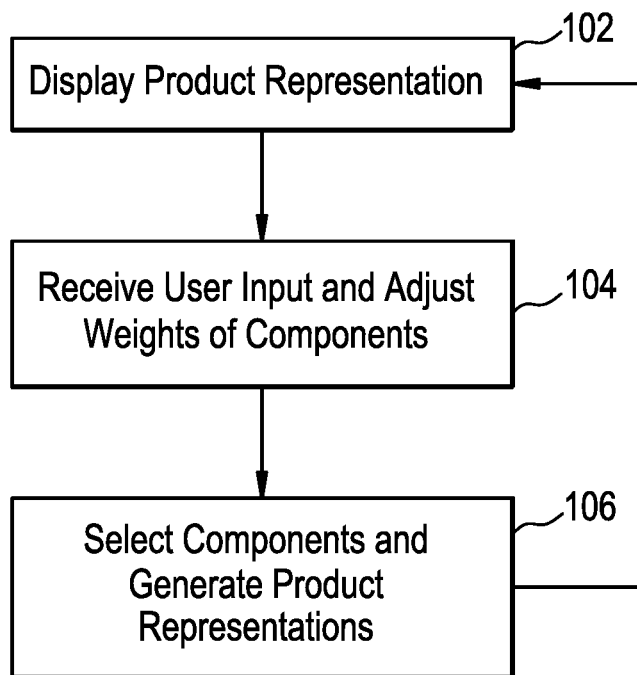 102
Display Product Representation
104
Receive User Input and Adjust
Weights of Components
106
Select Components and
Generate Product
Representations